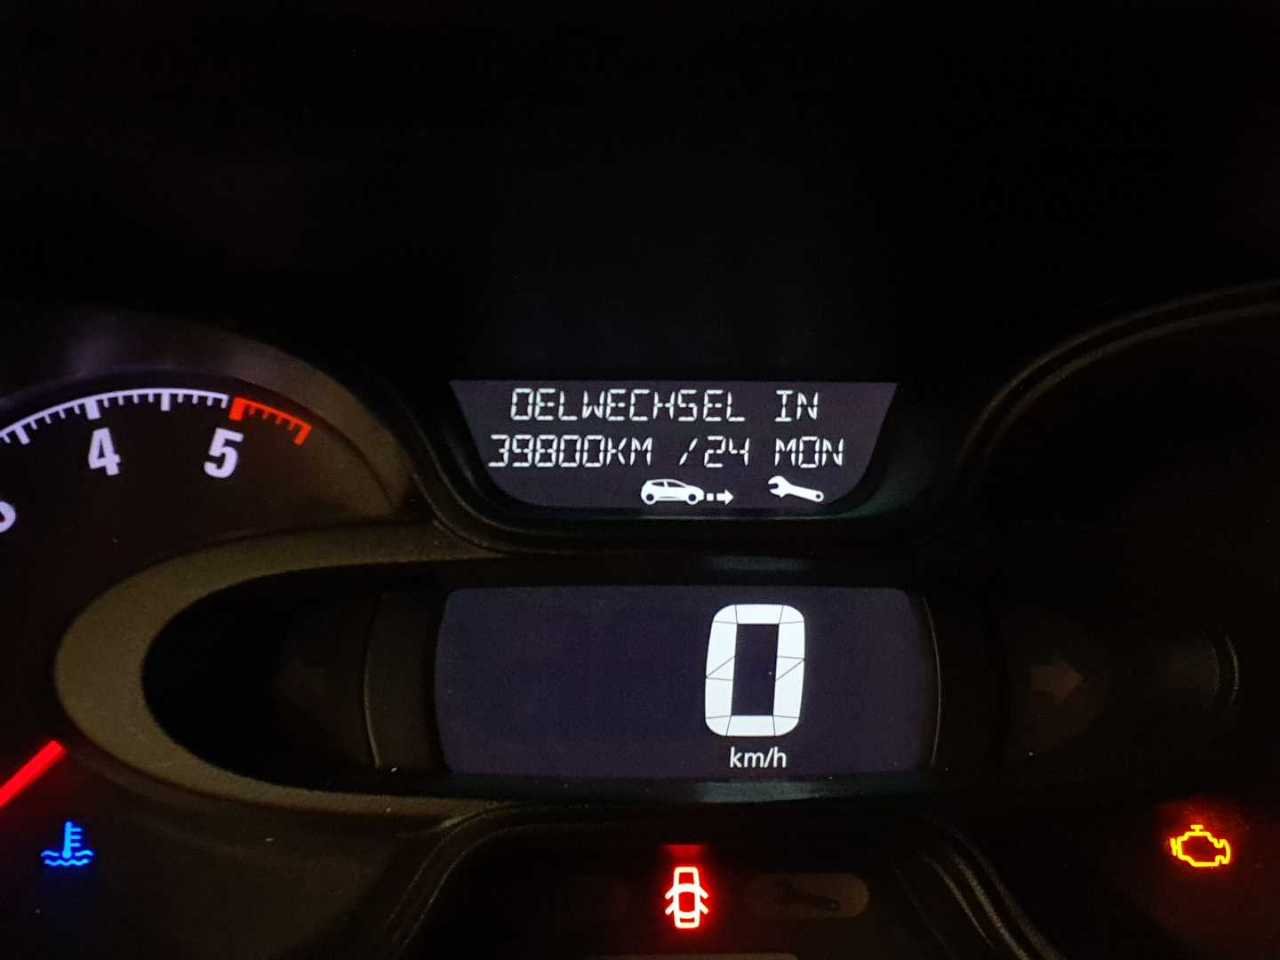 OELWECHSEL IN
39800KM /24 MON
4
5
0
km/h